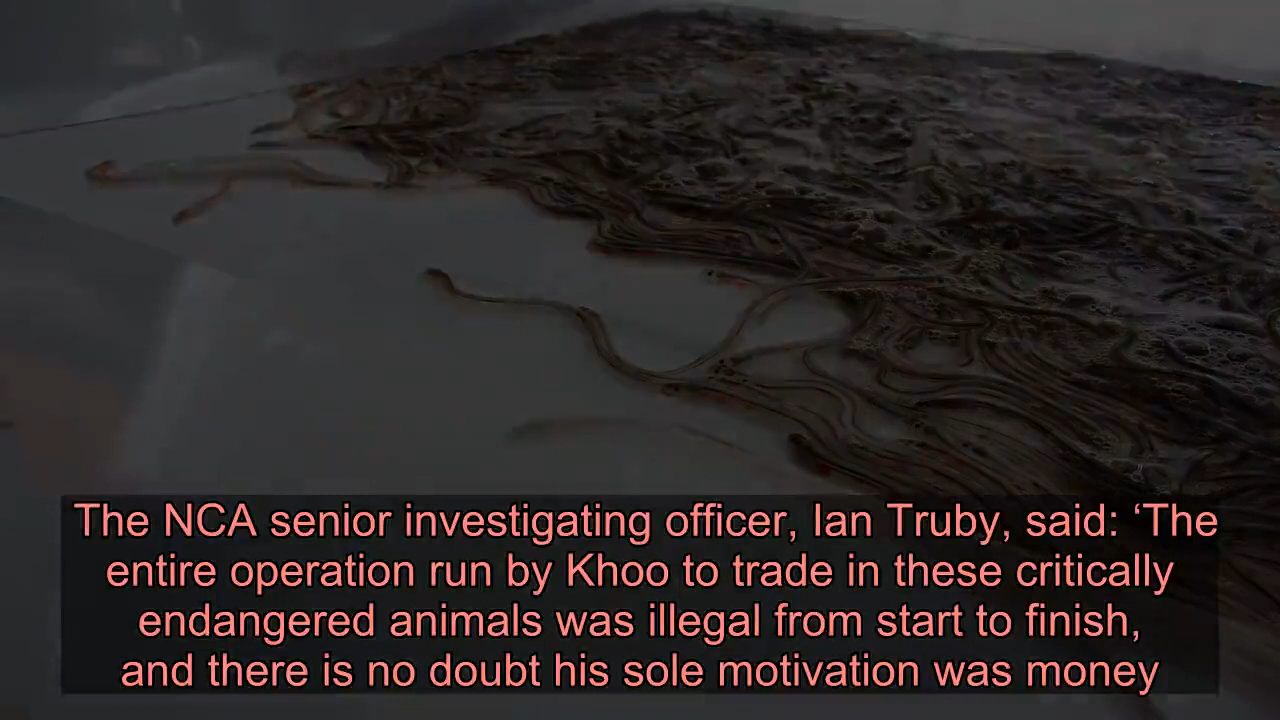 The NCA senior investigating officer, Ian Truby, said: ‘The
entire operation run by Khoo to trade in these critically
endangered animals was illegal from start to finish,
and there is no doubt his sole motivation was money